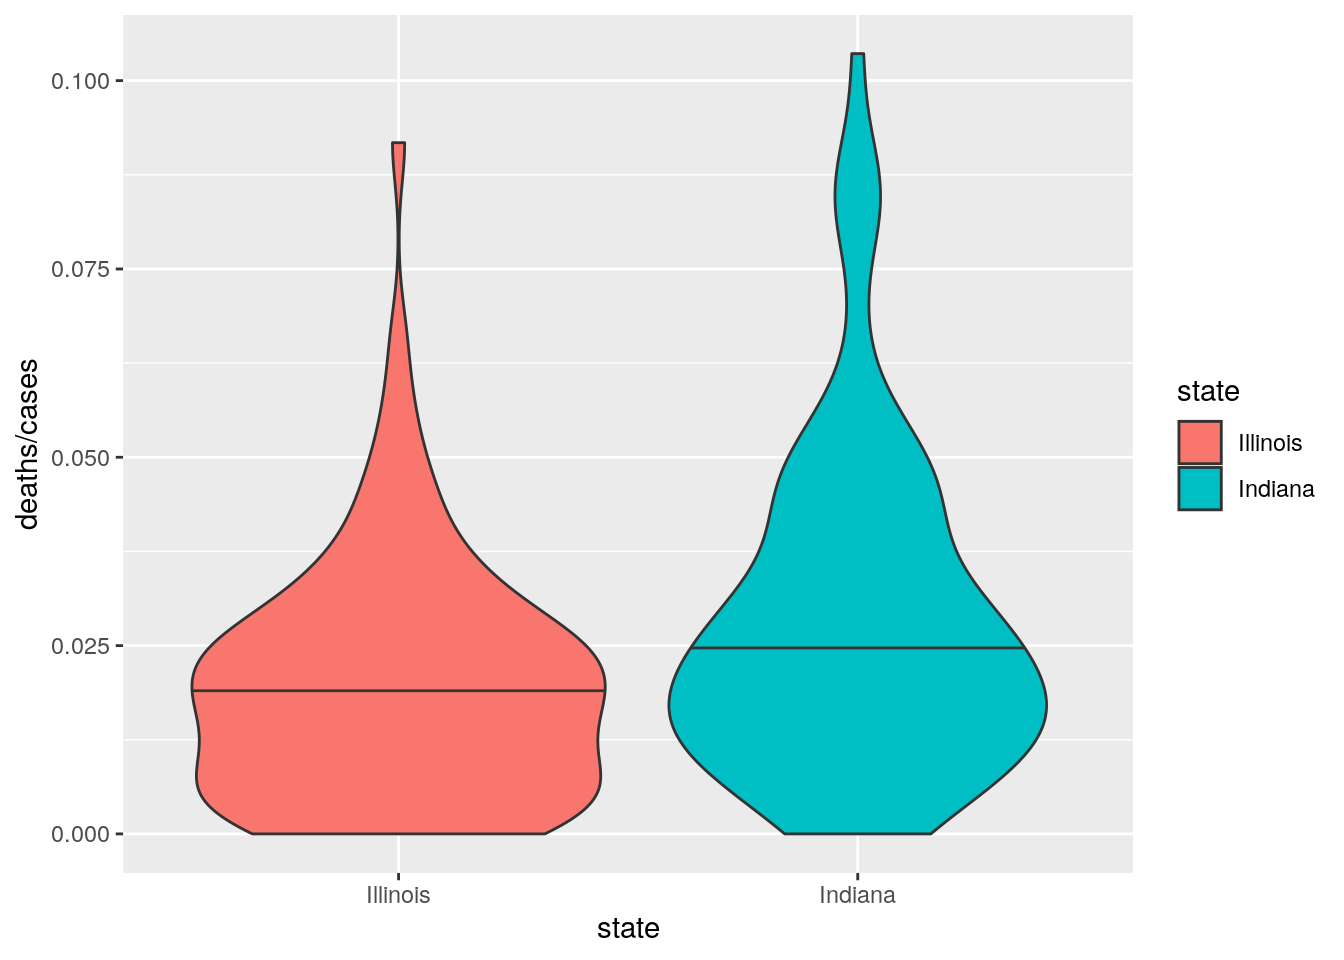 deaths/cases
0.100
0.075
0.050
0.025
0.000
Illinois
Indiana
state
state
Illinois
Indiana